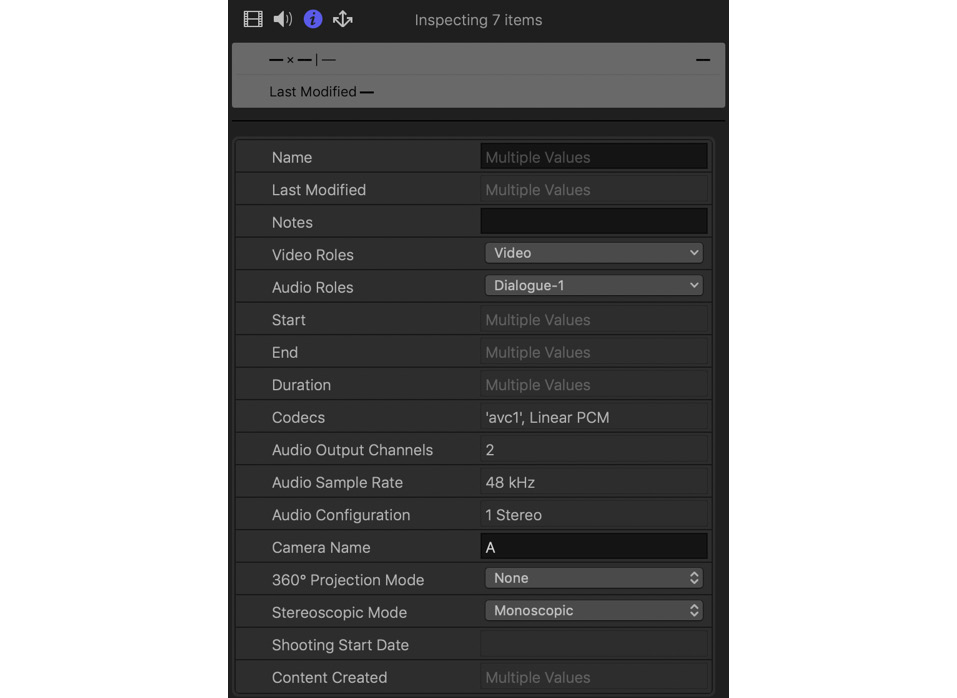 Inspecting 7 items
— × — | — —
Last Modified —
Name Multiple Values
Last Modified Multiple Values
Notes
Video Roles Video
Audio Roles Dialogue-1
Start Multiple Values
End Multiple Values
Duration Multiple Values
Codecs 'avc1', Linear PCM
Audio Output Channels 2
Audio Sample Rate 48 kHz
Audio Configuration 1 Stereo
Camera Name A
360° Projection Mode None
Stereoscopic Mode Monoscopic
Shooting Start Date
Content Created Multiple Values